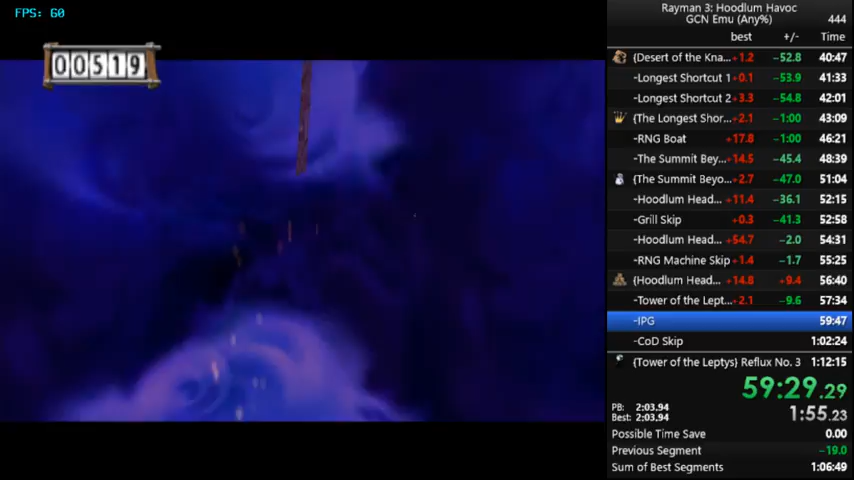 FPS: 60
00519
Rayman 3: Hoodlum Havoc
GCN Emu (Any%) 444
best +/- Time
{Desert of the Kna... +1.2 -52.8 40:47
-Longest Shortcut 1 +0.1 -53.9 41:33
-Longest Shortcut 2 +3.3 -54.8 42:01
{The Longest Shor... +2.1 -1:00 43:09
-RNG Boat +17.8 -1:00 46:21
-The Summit Bey... +14.5 -45.4 48:39
{The Summit Beyo... +2.7 -47.0 51:04
-Hoodlum Head... +11.4 -36.1 52:15
-Grill Skip +0.3 -41.3 52:58
-Hoodlum Head... +54.7 -2.0 54:31
-RNG Machine Skip +1.4 -1.7 55:25
{Hoodlum Head... +14.8 +9.4 56:40
-Tower of the Lept... +2.1 -9.6 57:34
-IPG 59:47
-CoD Skip 1:02:24
{Tower of the Leptys} Reflux No. 3 1:12:15
59:29.29
PB: 2:03.94
Best: 2:03.94 1:55.23
Possible Time Save 0.00
Previous Segment -19.0
Sum of Best Segments 1:06:49